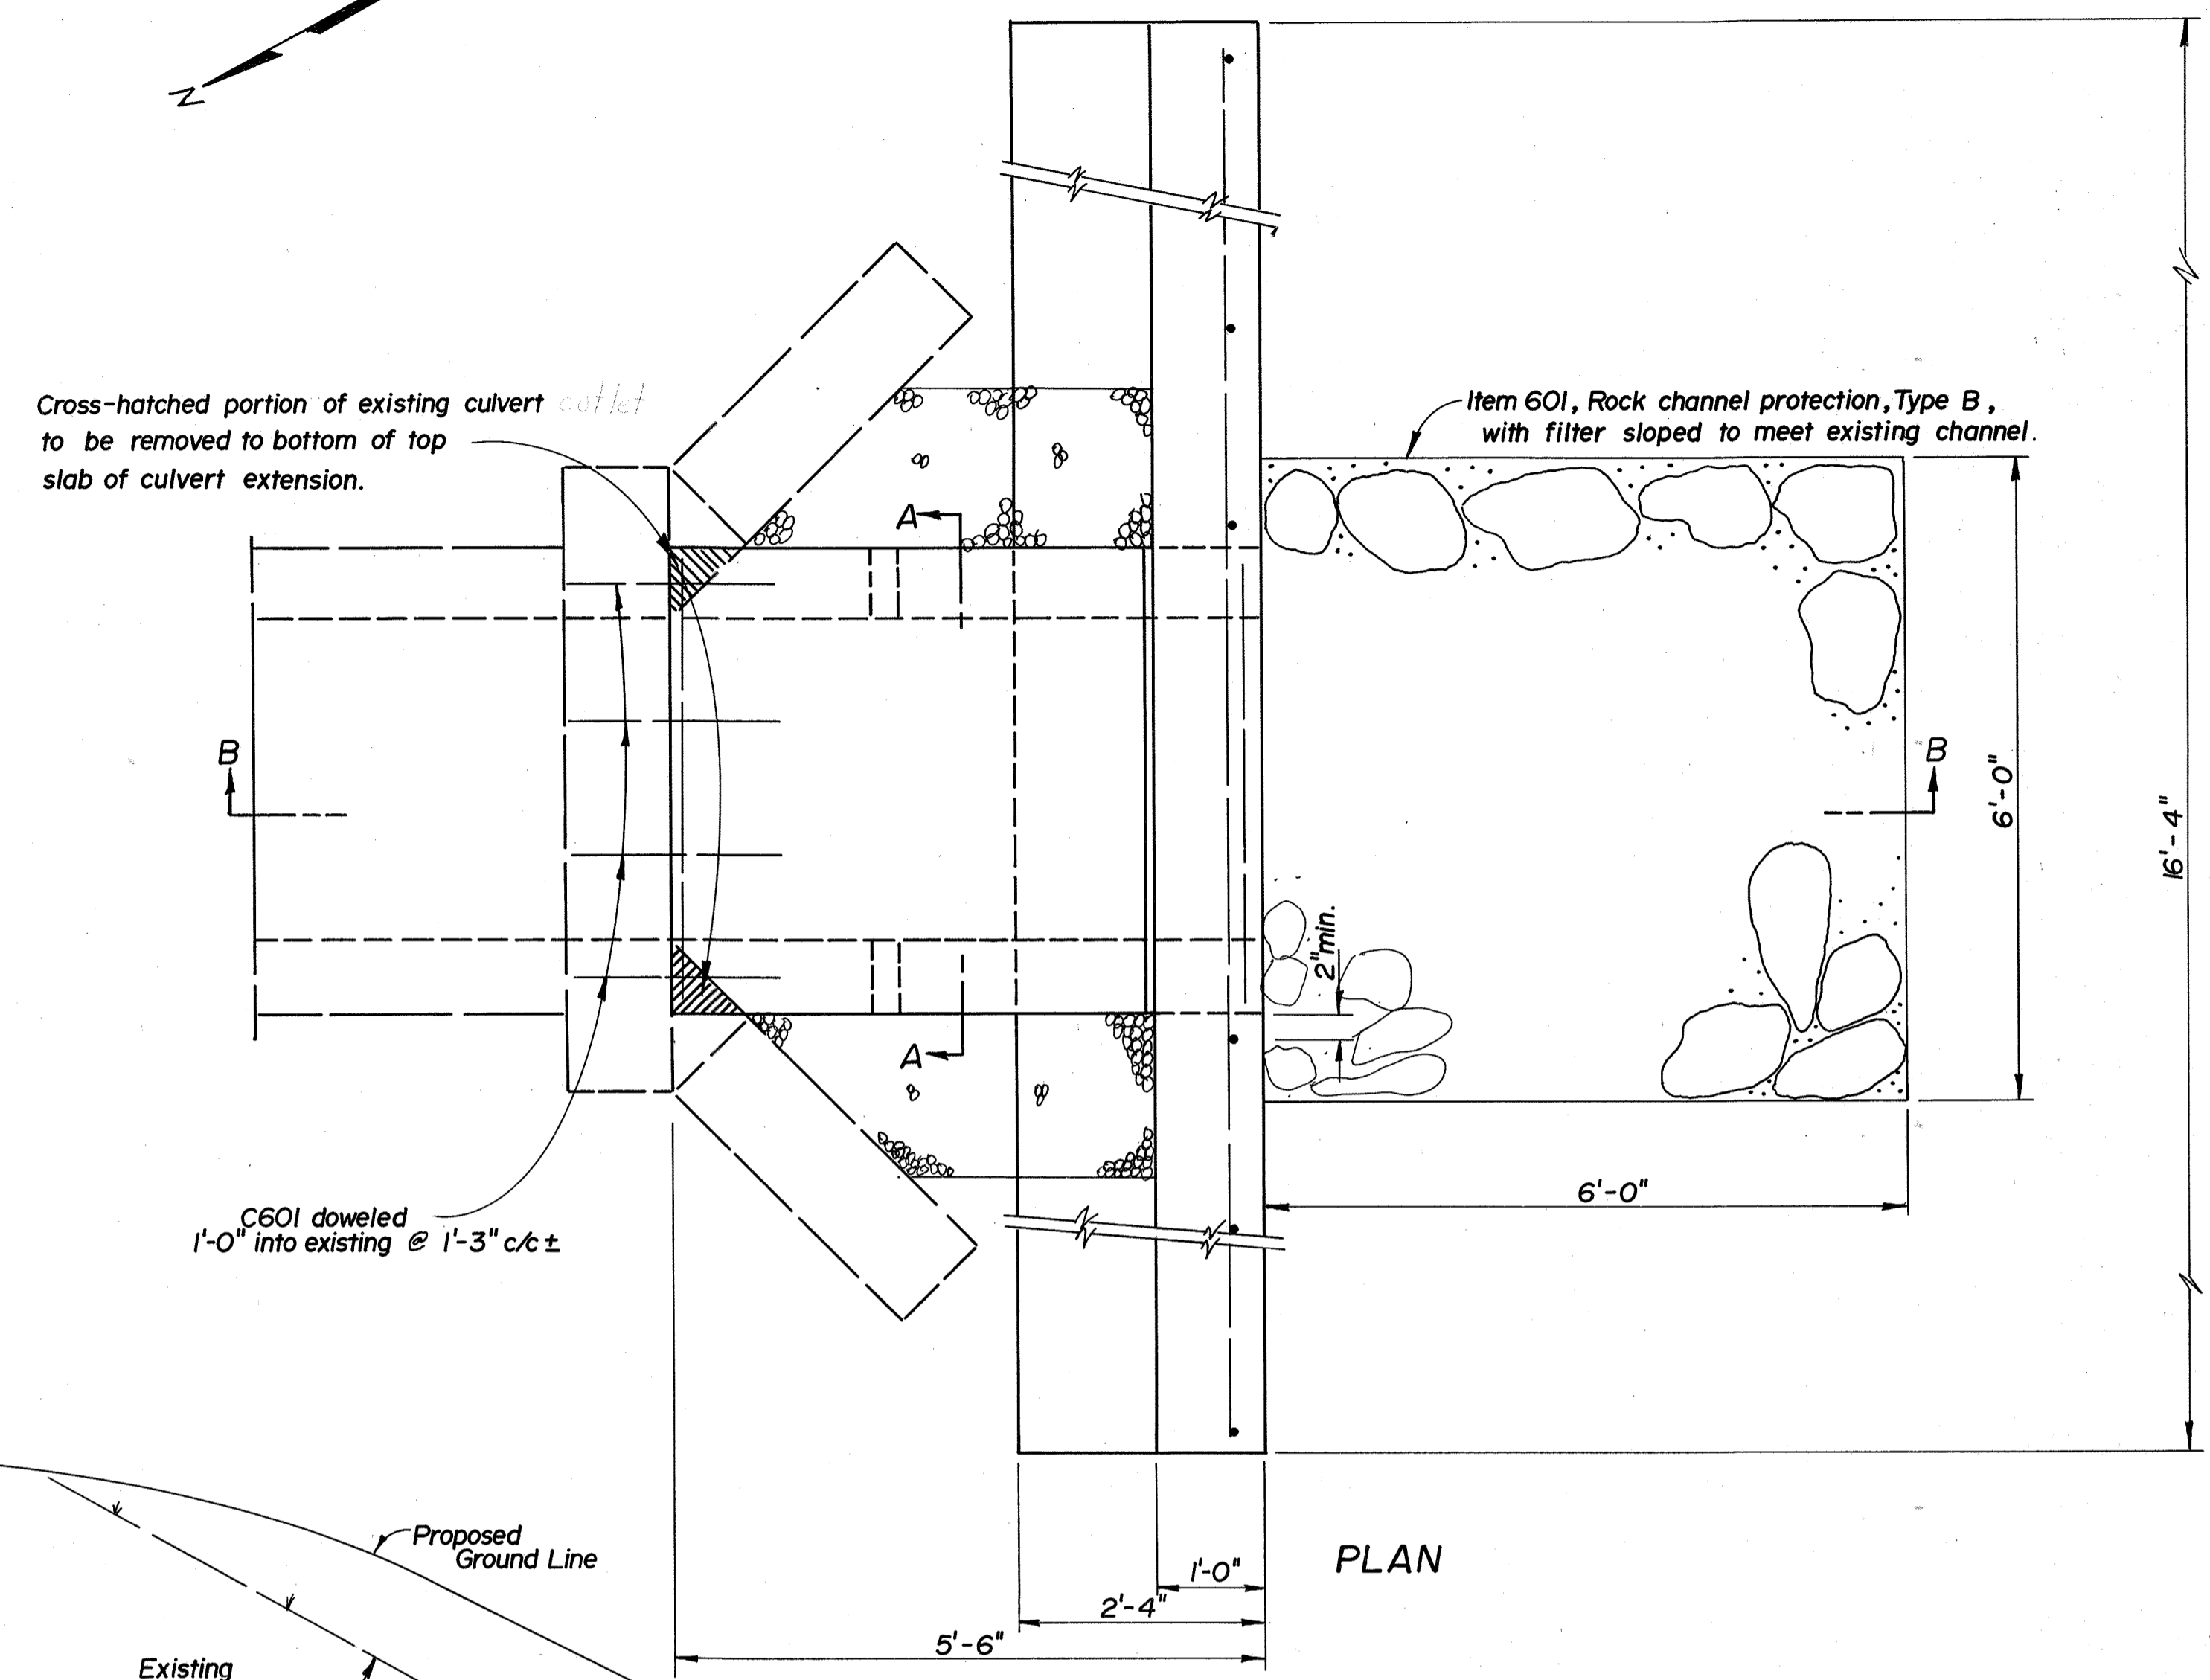 N
Cross-hatched portion of existing culvert outlet
to be removed to bottom of top
slab of culvert extension.
Item 601, Rock channel protection, Type B,
with filter sloped to meet existing channel.
A
B
B
6'-0"
16'-4"
2" min.
A
6'-0"
C601 doweled
1'-0" into existing @ 1'-3" c/c ±
Proposed
Ground Line
PLAN
1'-0"
2'-4"
5'-6"
Existing